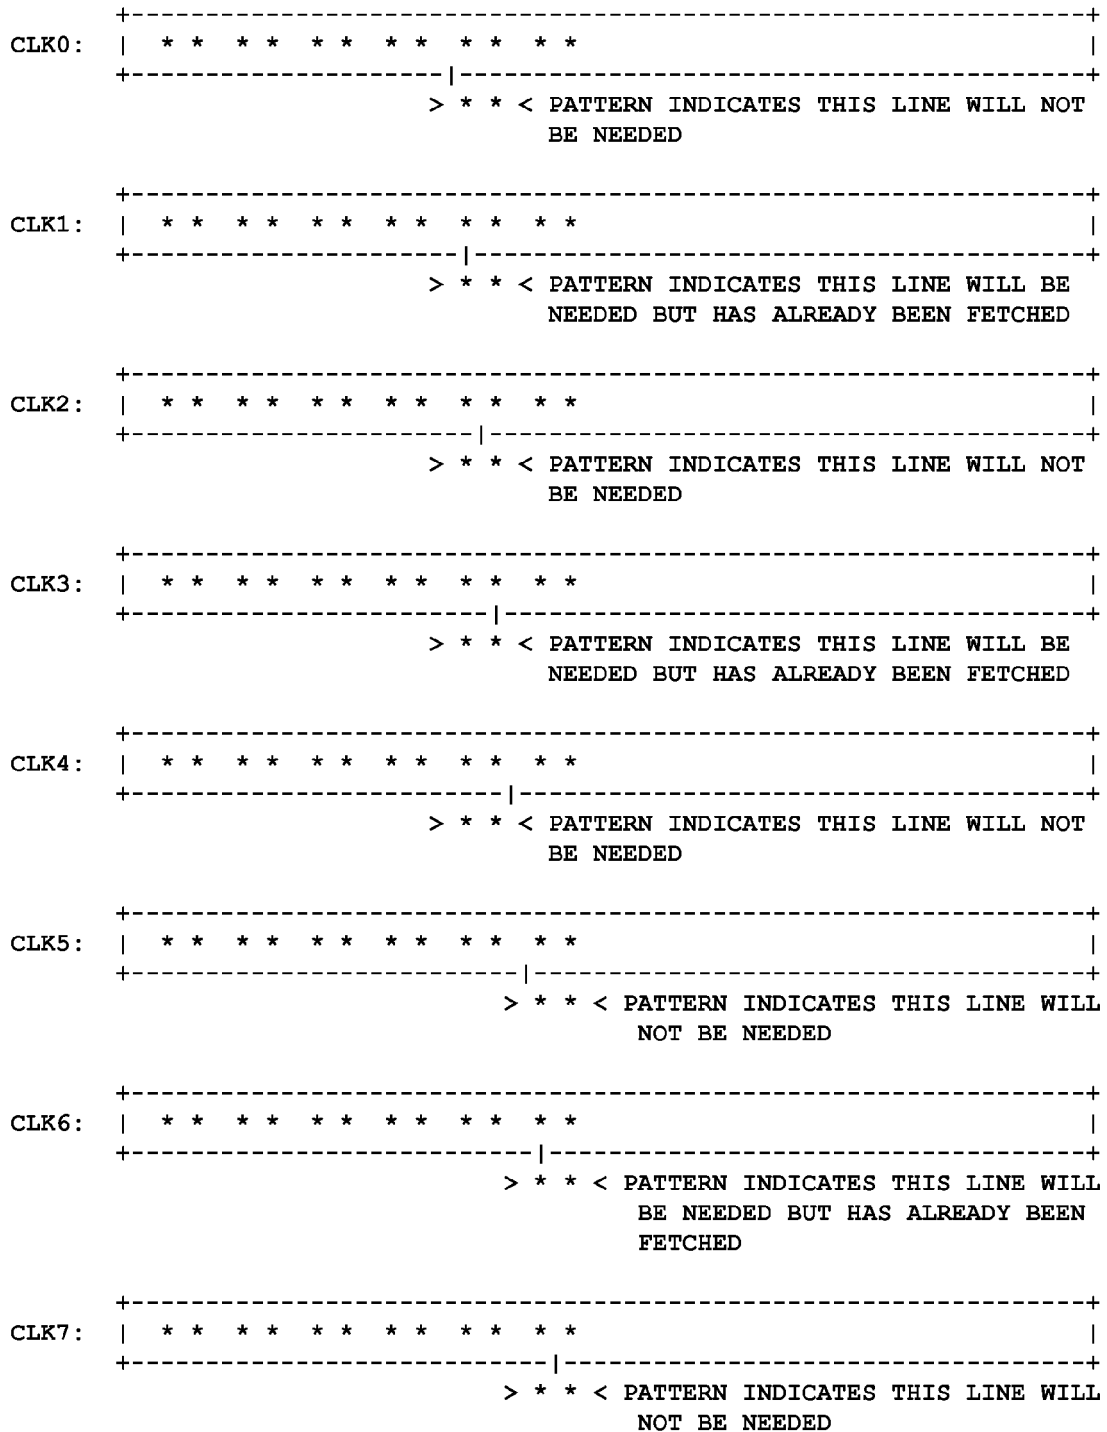 +-----------------------------------------------------------------+
CLK0: | * * * * * * * * * * * * |
+---------------------|-------------------------------------------+
> * * < PATTERN INDICATES THIS LINE WILL NOT
BE NEEDED
+-----------------------------------------------------------------+
CLK1: | * * * * * * * * * * * * |
+----------------------|------------------------------------------+
> * * < PATTERN INDICATES THIS LINE WILL BE
NEEDED BUT HAS ALREADY BEEN FETCHED
+-----------------------------------------------------------------+
CLK2: | * * * * * * * * * * * * |
+-----------------------|-----------------------------------------+
> * * < PATTERN INDICATES THIS LINE WILL NOT
BE NEEDED
+-----------------------------------------------------------------+
CLK3: | * * * * * * * * * * * * |
+------------------------|----------------------------------------+
> * * < PATTERN INDICATES THIS LINE WILL BE
NEEDED BUT HAS ALREADY BEEN FETCHED
+-----------------------------------------------------------------+
CLK4: | * * * * * * * * * * * * |
+-------------------------|---------------------------------------+
> * * < PATTERN INDICATES THIS LINE WILL NOT
BE NEEDED
+-----------------------------------------------------------------+
CLK5: | * * * * * * * * * * * * |
+--------------------------|--------------------------------------+
> * * < PATTERN INDICATES THIS LINE WILL
NOT BE NEEDED
+-----------------------------------------------------------------+
CLK6: | * * * * * * * * * * * * |
+---------------------------|-------------------------------------+
> * * < PATTERN INDICATES THIS LINE WILL
BE NEEDED BUT HAS ALREADY BEEN
FETCHED
+-----------------------------------------------------------------+
CLK7: | * * * * * * * * * * * * |
+----------------------------|------------------------------------+
> * * < PATTERN INDICATES THIS LINE WILL
NOT BE NEEDED